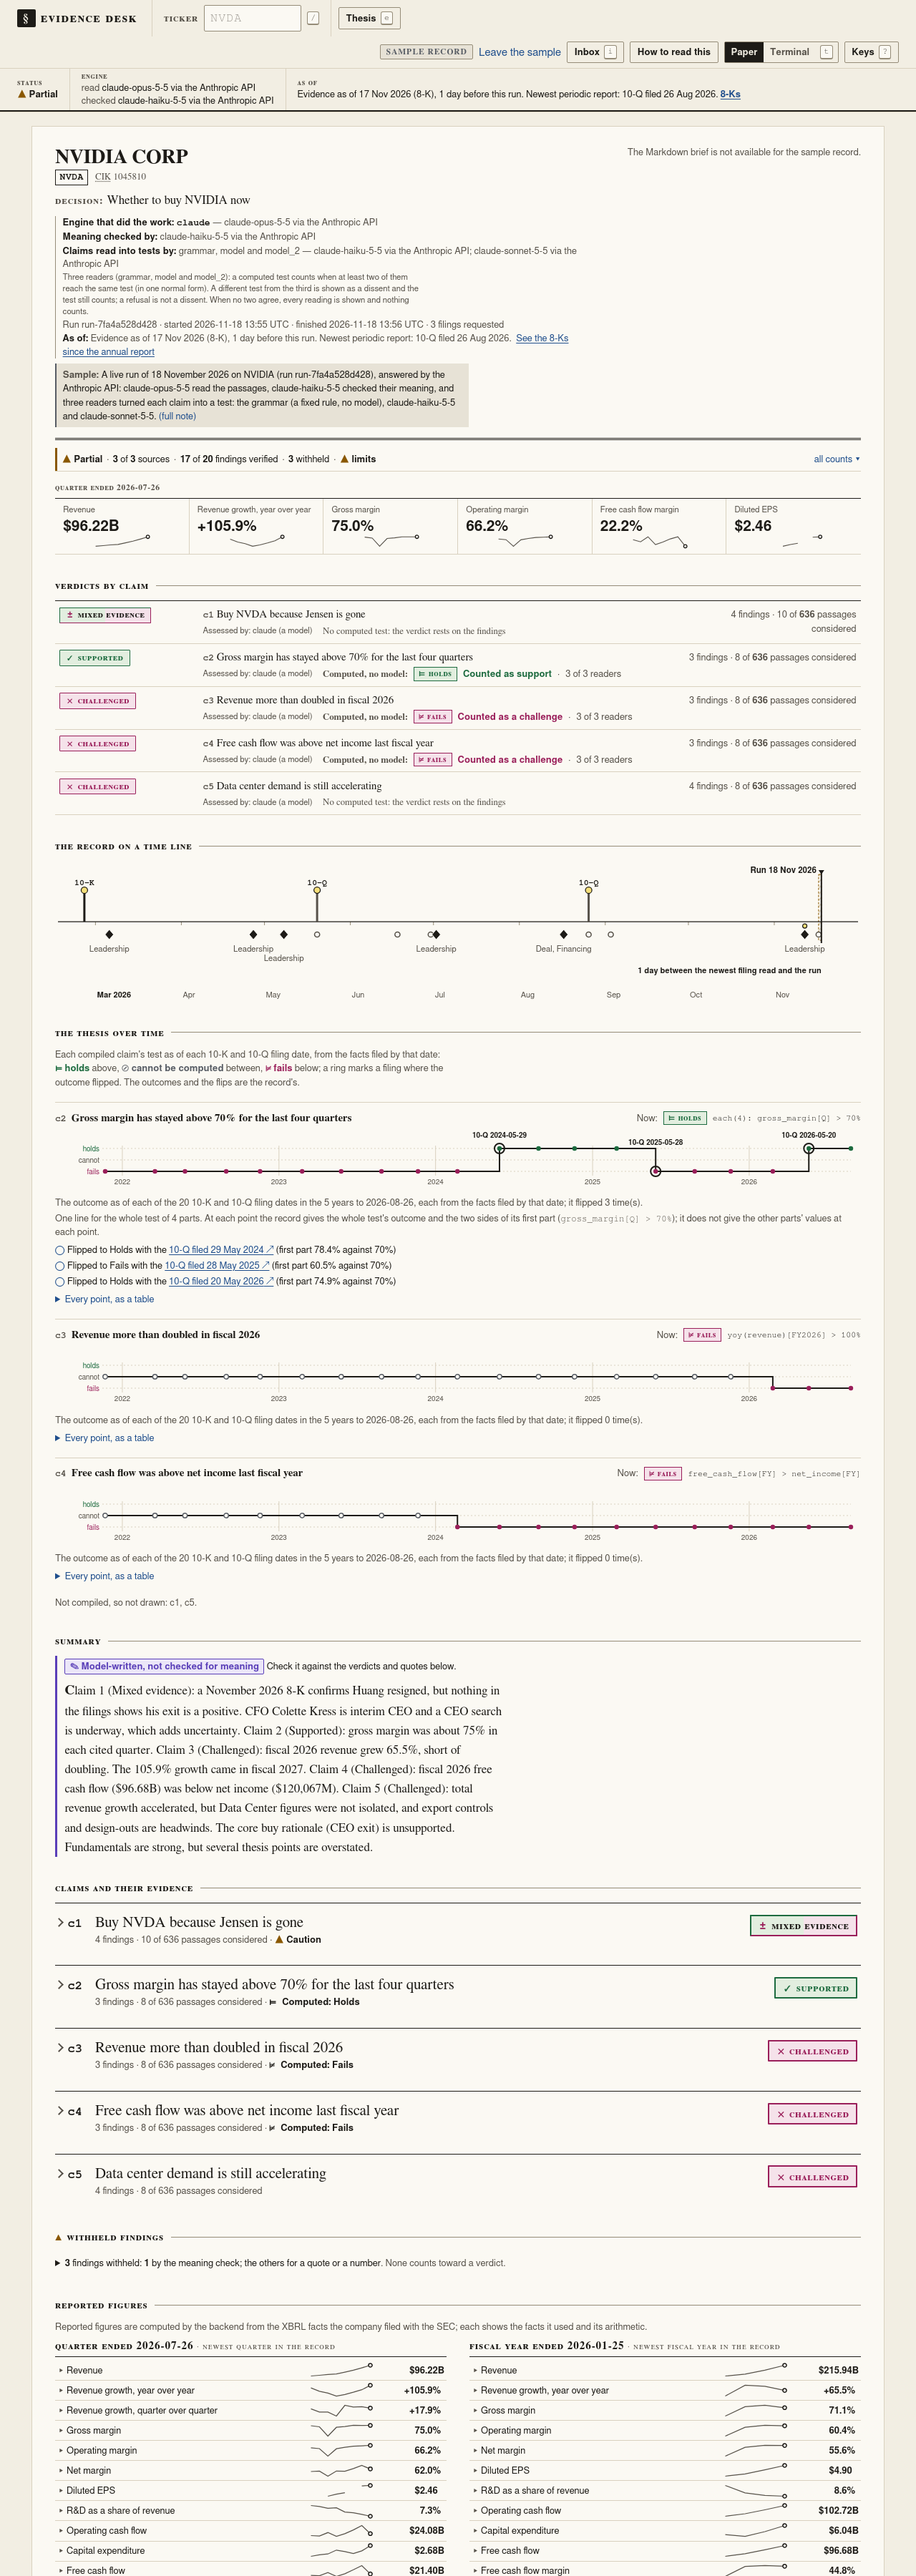 § EVIDENCE DESK
TICKER NVDA /
Thesis e
SAMPLE RECORD Leave the sample Inbox i How to read this Paper Terminal t Keys ?
STATUS
▲ Partial
ENGINE
read claude-opus-5-5 via the Anthropic API
checked claude-haiku-5-5 via the Anthropic API
AS OF
Evidence as of 17 Nov 2026 (8-K), 1 day before this run. Newest periodic report: 10-Q filed 26 Aug 2026. 8-Ks
NVIDIA CORP
The Markdown brief is not available for the sample record.
NVDA CIK 1045810
DECISION: Whether to buy NVIDIA now
Engine that did the work: claude — claude-opus-5-5 via the Anthropic API
Meaning checked by: claude-haiku-5-5 via the Anthropic API
Claims read into tests by: grammar, model and model_2 — claude-haiku-5-5 via the Anthropic API; claude-sonnet-5-5 via the
Anthropic API
Three readers (grammar, model and model_2): a computed test counts when at least two of them
reach the same test (in one normal form). A different test from the third is shown as a dissent and the
test still counts; a refusal is not a dissent. When no two agree, every reading is shown and nothing
counts.
Run run-7fa4a528d428 · started 2026-11-18 13:55 UTC · finished 2026-11-18 13:56 UTC · 3 filings requested
As of: Evidence as of 17 Nov 2026 (8-K), 1 day before this run. Newest periodic report: 10-Q filed 26 Aug 2026. See the 8-Ks
since the annual report
Sample: A live run of 18 November 2026 on NVIDIA (run run-7fa4a528d428), answered by the
Anthropic API: claude-opus-5-5 read the passages, claude-haiku-5-5 checked their meaning, and
three readers turned each claim into a test: the grammar (a fixed rule, no model), claude-haiku-5-5
and claude-sonnet-5-5. (full note)
▲ Partial · 3 of 3 sources · 17 of 20 findings verified · 3 withheld · ▲ limits
all counts ▾
QUARTER ENDED 2026-07-26
Revenue
$96.22B
Revenue growth, year over year
+105.9%
Gross margin
75.0%
Operating margin
66.2%
Free cash flow margin
22.2%
Diluted EPS
$2.46
VERDICTS BY CLAIM
± MIXED EVIDENCE c1 Buy NVDA because Jensen is gone 4 findings · 10 of 636 passages
considered
Assessed by: claude (a model) No computed test: the verdict rests on the findings
✓ SUPPORTED c2 Gross margin has stayed above 70% for the last four quarters 3 findings · 8 of 636 passages considered
Assessed by: claude (a model) Computed, no model: ⊨ HOLDS Counted as support · 3 of 3 readers
× CHALLENGED c3 Revenue more than doubled in fiscal 2026 3 findings · 8 of 636 passages considered
Assessed by: claude (a model) Computed, no model: ⊭ FAILS Counted as a challenge · 3 of 3 readers
× CHALLENGED c4 Free cash flow was above net income last fiscal year 3 findings · 8 of 636 passages considered
Assessed by: claude (a model) Computed, no model: ⊭ FAILS Counted as a challenge · 3 of 3 readers
× CHALLENGED c5 Data center demand is still accelerating 4 findings · 8 of 636 passages considered
Assessed by: claude (a model) No computed test: the verdict rests on the findings
THE RECORD ON A TIME LINE
Run 18 Nov 2026
10-K 10-Q 10-Q
Leadership Leadership Leadership Deal, Financing Leadership
Leadership
1 day between the newest filing read and the run
Mar 2026 Apr May Jun Jul Aug Sep Oct Nov
THE THESIS OVER TIME
Each compiled claim's test as of each 10-K and 10-Q date, from the facts filed by that date:
⊨ holds above, ⊘ cannot be computed between, ⊭ fails below; a ring marks a filing where the
outcome flipped. The outcomes and the flips are the record's.
c2 Gross margin has stayed above 70% for the last four quarters
Now: ⊨ HOLDS each(4): gross_margin[Q] > 70%
10-Q 2024-05-29 10-Q 2025-05-28 10-Q 2026-05-20
holds
cannot
fails
2022 2023 2024 2025 2026
The outcome as of each of the 20 10-K and 10-Q filing dates in the 5 years to 2026-08-26, each from the facts filed by that date; it flipped 3 time(s).
One line for the whole test of 4 parts. At each point the record gives the whole test's outcome and the two sides of its first part (gross_margin[Q] > 70%); it does not give the other parts' values at
each point.
Flipped to Holds with the 10-Q filed 29 May 2024 ↗ (first part 78.4% against 70%)
Flipped to Fails with the 10-Q filed 28 May 2025 ↗ (first part 60.5% against 70%)
Flipped to Holds with the 10-Q filed 20 May 2026 ↗ (first part 74.9% against 70%)
▶ Every point, as a table
c3 Revenue more than doubled in fiscal 2026
Now: ⊭ FAILS yoy(revenue)[FY2026] > 100%
holds
cannot
fails
2022 2023 2024 2025 2026
The outcome as of each of the 20 10-K and 10-Q filing dates in the 5 years to 2026-08-26, each from the facts filed by that date; it flipped 0 time(s).
▶ Every point, as a table
c4 Free cash flow was above net income last fiscal year
Now: ⊭ FAILS free_cash_flow[FY] > net_income[FY]
holds
cannot
fails
2022 2023 2024 2025 2026
The outcome as of each of the 20 10-K and 10-Q filing dates in the 5 years to 2026-08-26, each from the facts filed by that date; it flipped 0 time(s).
▶ Every point, as a table
Not compiled, so not drawn: c1, c5.
SUMMARY
✎ Model-written, not checked for meaning Check it against the verdicts and quotes below.
Claim 1 (Mixed evidence): a November 2026 8-K confirms Huang resigned, but nothing in
the filings shows his exit is a positive. CFO Colette Kress is interim CEO and a CEO search
is underway, which adds uncertainty. Claim 2 (Supported): gross margin was about 75% in
each cited quarter. Claim 3 (Challenged): fiscal 2026 revenue grew 65.5%, short of
doubling. The 105.9% growth came in fiscal 2027. Claim 4 (Challenged): fiscal 2026 free
cash flow ($96.68B) was below net income ($120,067M). Claim 5 (Challenged): total
revenue growth accelerated, but Data Center figures were not isolated, and export controls
and design-outs are headwinds. The core buy rationale (CEO exit) is unsupported.
Fundamentals are strong, but several thesis points are overstated.
CLAIMS AND THEIR EVIDENCE
c1 Buy NVDA because Jensen is gone ± MIXED EVIDENCE
4 findings · 10 of 636 passages considered · ▲ Caution
c2 Gross margin has stayed above 70% for the last four quarters ✓ SUPPORTED
3 findings · 8 of 636 passages considered · ⊨ Computed: Holds
c3 Revenue more than doubled in fiscal 2026 × CHALLENGED
3 findings · 8 of 636 passages considered · ⊭ Computed: Fails
c4 Free cash flow was above net income last fiscal year × CHALLENGED
3 findings · 8 of 636 passages considered · ⊭ Computed: Fails
c5 Data center demand is still accelerating × CHALLENGED
4 findings · 8 of 636 passages considered
▲ WITHHELD FINDINGS
▶ 3 findings withheld: 1 by the meaning check; the others for a quote or a number. None counts toward a verdict.
REPORTED FIGURES
Reported figures are computed by the backend from the XBRL facts the company filed with the SEC; each shows the facts it used and its arithmetic.
QUARTER ENDED 2026-07-26 · NEWEST QUARTER IN THE RECORD
▸ Revenue $96.22B
▸ Revenue growth, year over year +105.9%
▸ Revenue growth, quarter over quarter +17.9%
▸ Gross margin 75.0%
▸ Operating margin 66.2%
▸ Net margin 62.0%
▸ Diluted EPS $2.46
▸ R&D as a share of revenue 7.3%
▸ Operating cash flow $24.08B
▸ Capital expenditure $2.68B
▸ Free cash flow $21.40B
FISCAL YEAR ENDED 2026-01-25 · NEWEST FISCAL YEAR IN THE RECORD
▸ Revenue $215.94B
▸ Revenue growth, year over year +65.5%
▸ Gross margin 71.1%
▸ Operating margin 60.4%
▸ Net margin 55.6%
▸ Diluted EPS $4.90
▸ R&D as a share of revenue 8.6%
▸ Operating cash flow $102.72B
▸ Capital expenditure $6.04B
▸ Free cash flow $96.68B
▸ Free cash flow margin 44.8%